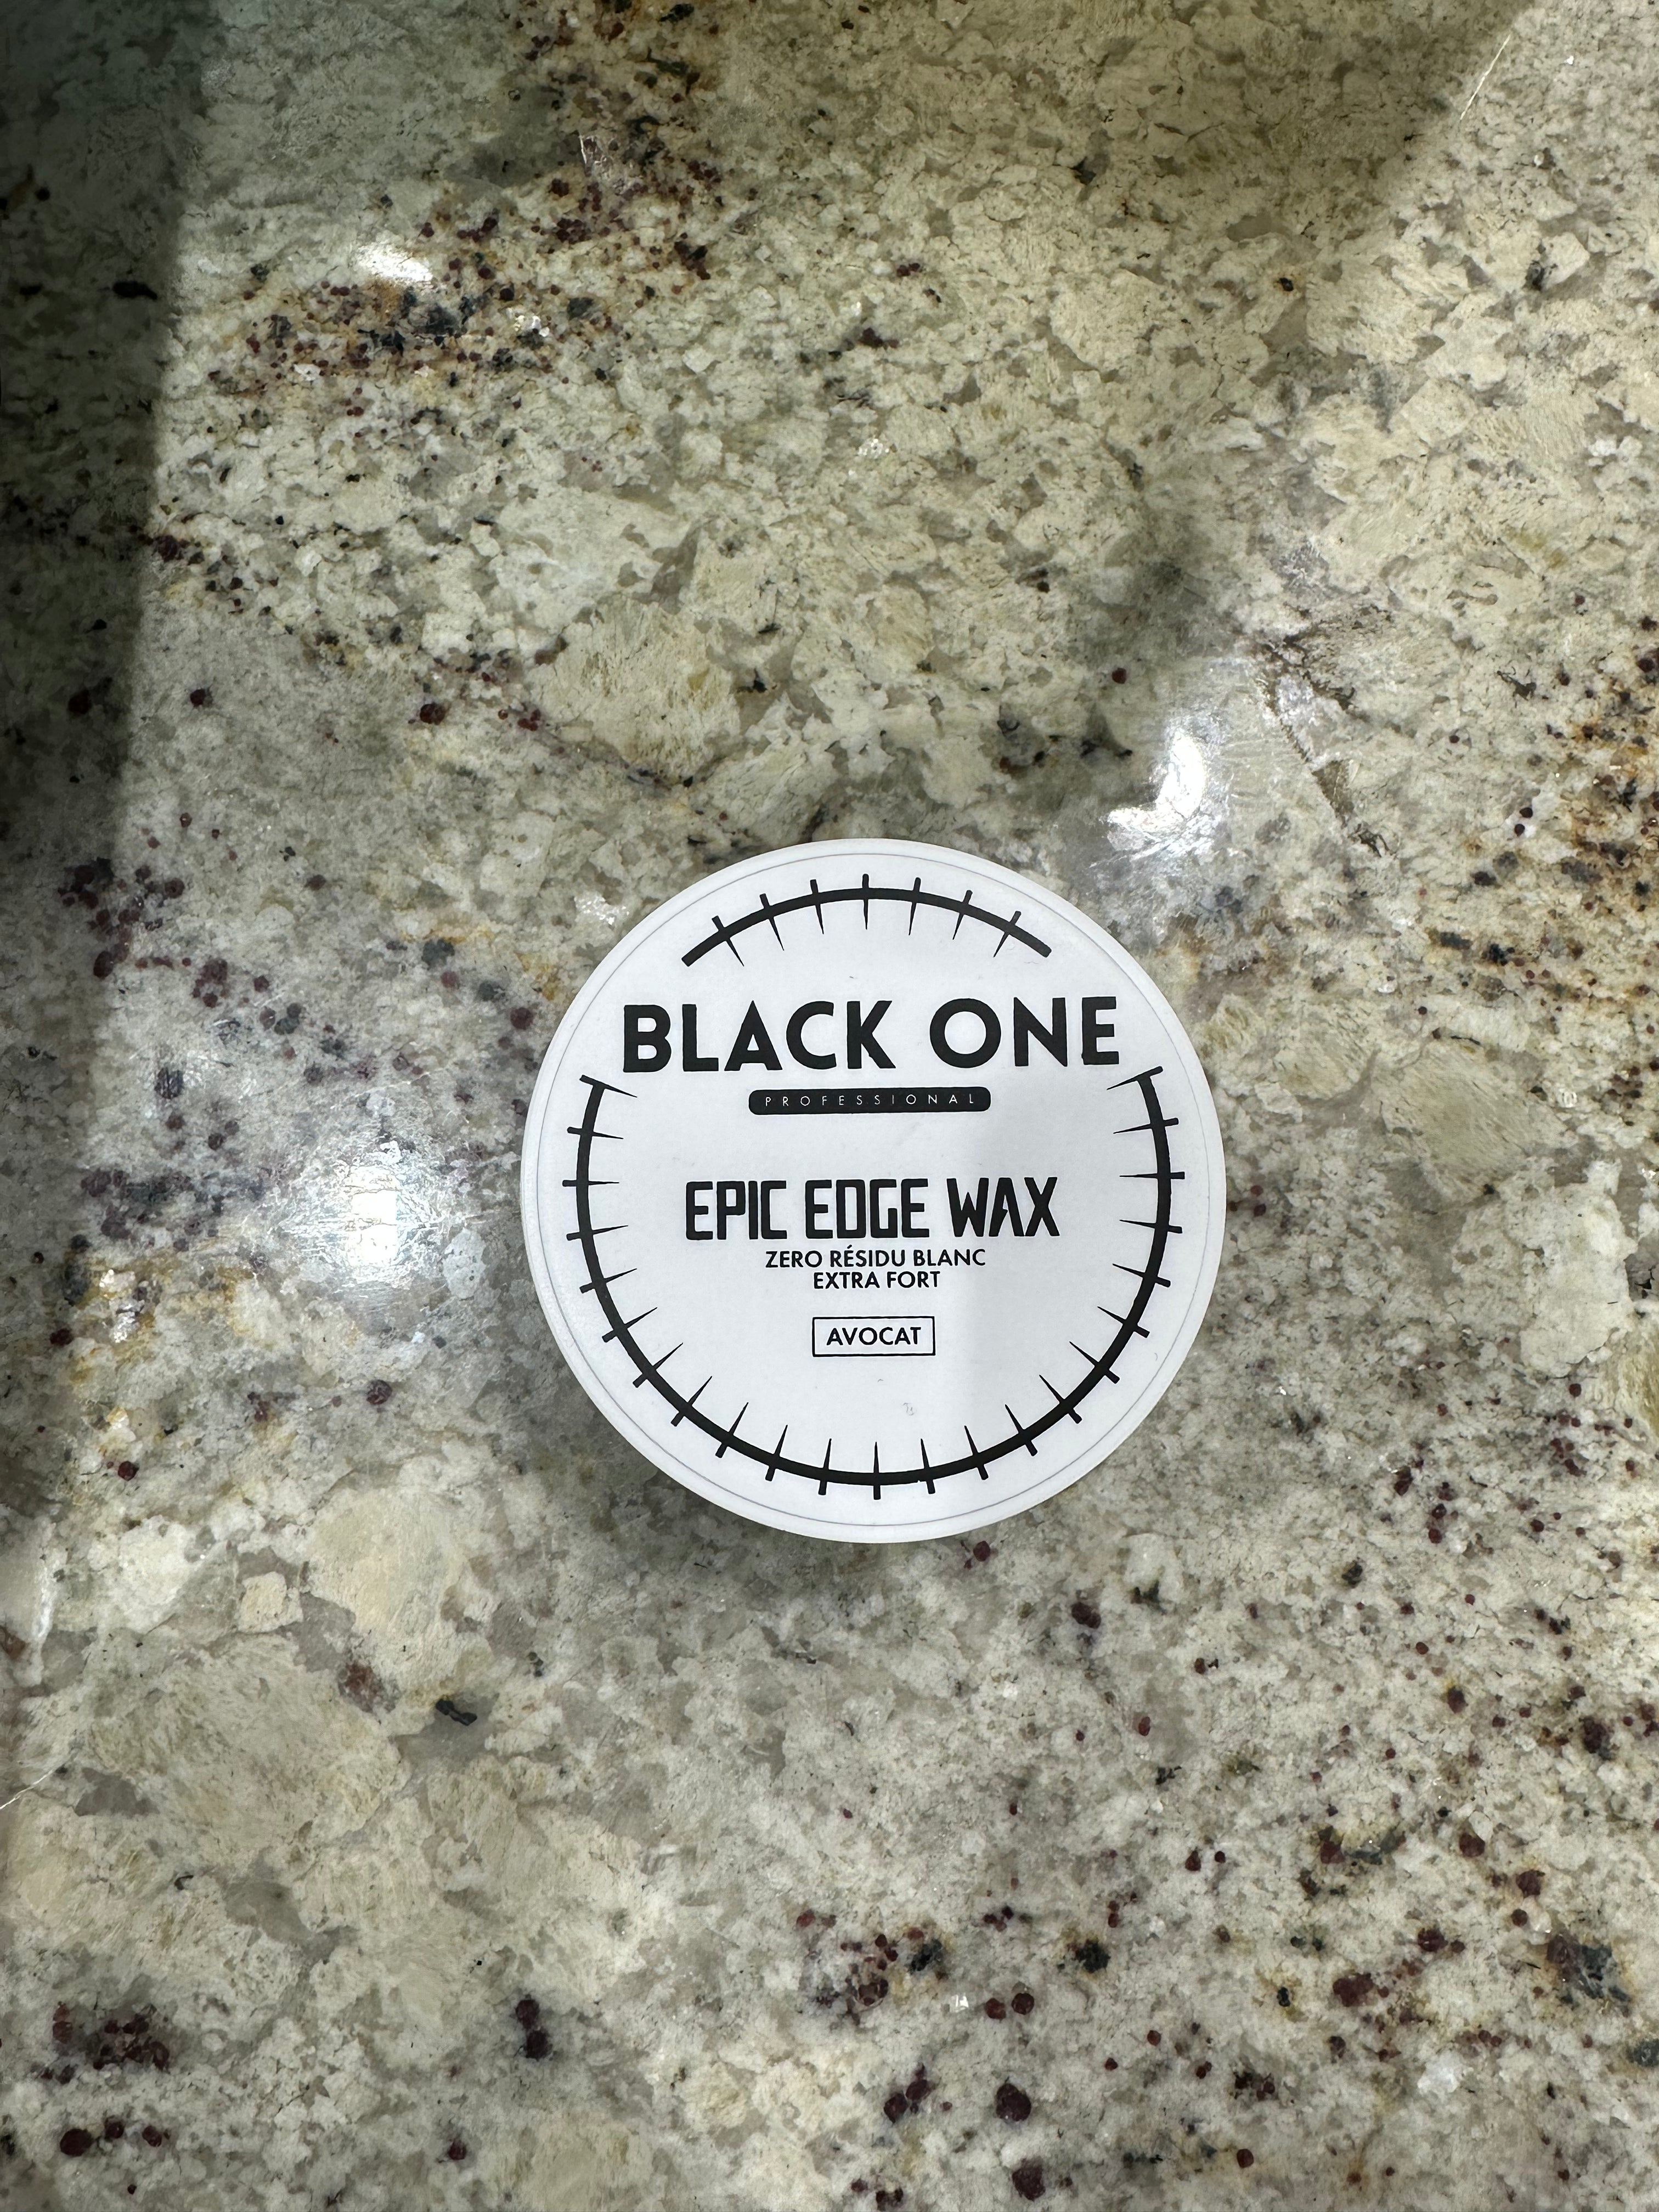 BLACK ONE
PROFESSIONAL
EPIC EDGE WAX
ZERO RÉSIDU BLANC
EXTRA FORT
AVOCAT